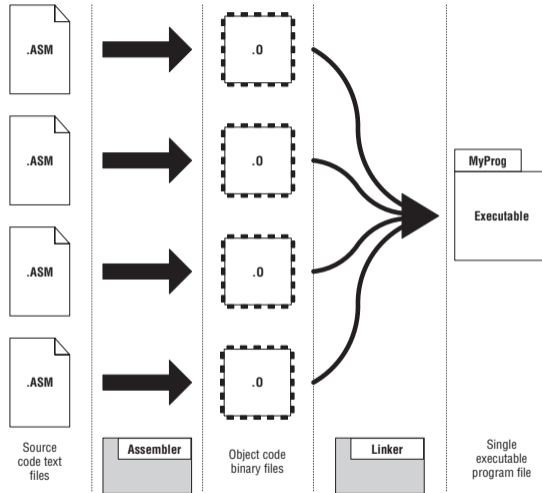 .ASM
.O
.ASM
.O
MyProg
Executable
.ASM
.O
.ASM
.O
Source
code text
files
Assembler
Object code
binary files
Linker
Single
executable
program file